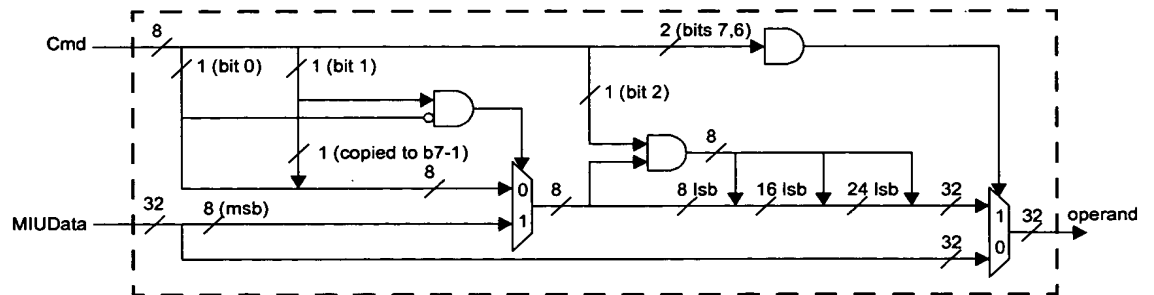 Cmd
8
2 (bits 7,6)
1 (bit 0)
1 (bit 1)
1 (bit 2)
1 (copied to b7-1)
8
8
0
1
8
8 lsb
16 lsb
24 lsb
32
MIUData
32
8 (msb)
1
0
32
operand
32